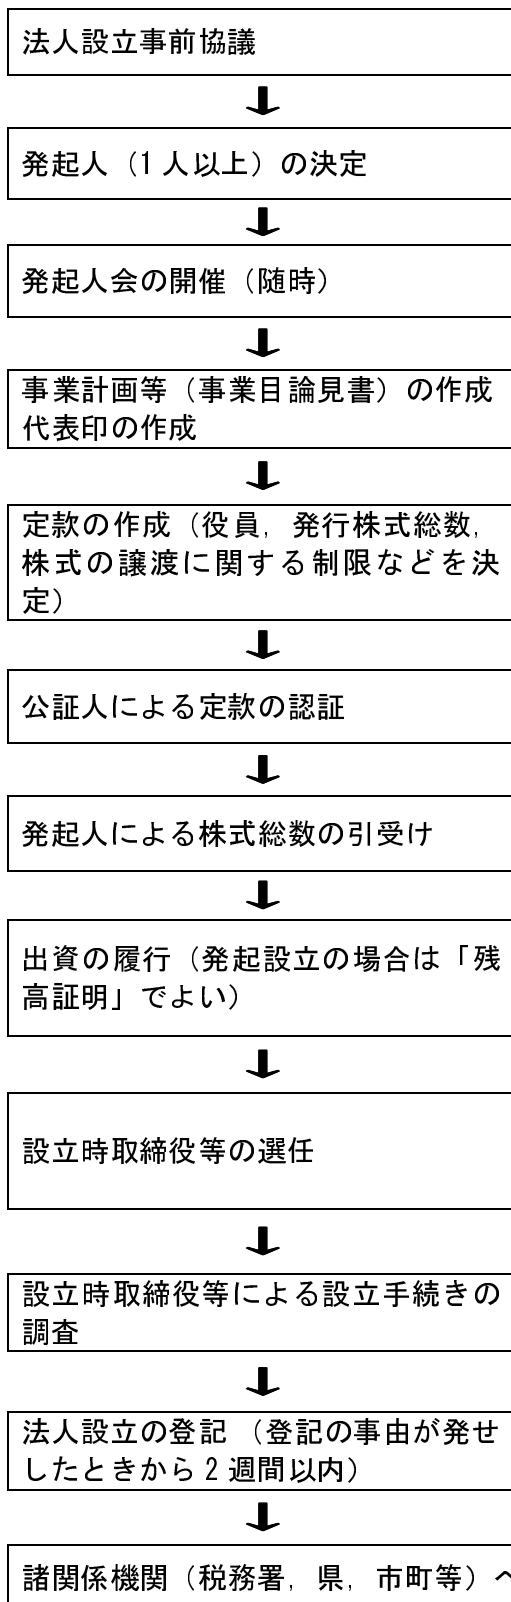 法人設立事前協議
発起人（1人以上）の決定
発起人会の開催（随時）
事業計画等（事業目論見書）の作成
代表印の作成
定款の作成（役員，発行株式総数，
株式の譲渡に関する制限などを決
定）
公証人による定款の認証
発起人による株式総数の引受け
出資の履行（発起設立の場合は「残
高証明」でよい）
設立時取締役等の選任
設立時取締役等による設立手続きの
調査
法人設立の登記 （登記の事由が発せ
したときから2週間以内）
諸関係機関（税務署，県，市町等）へ